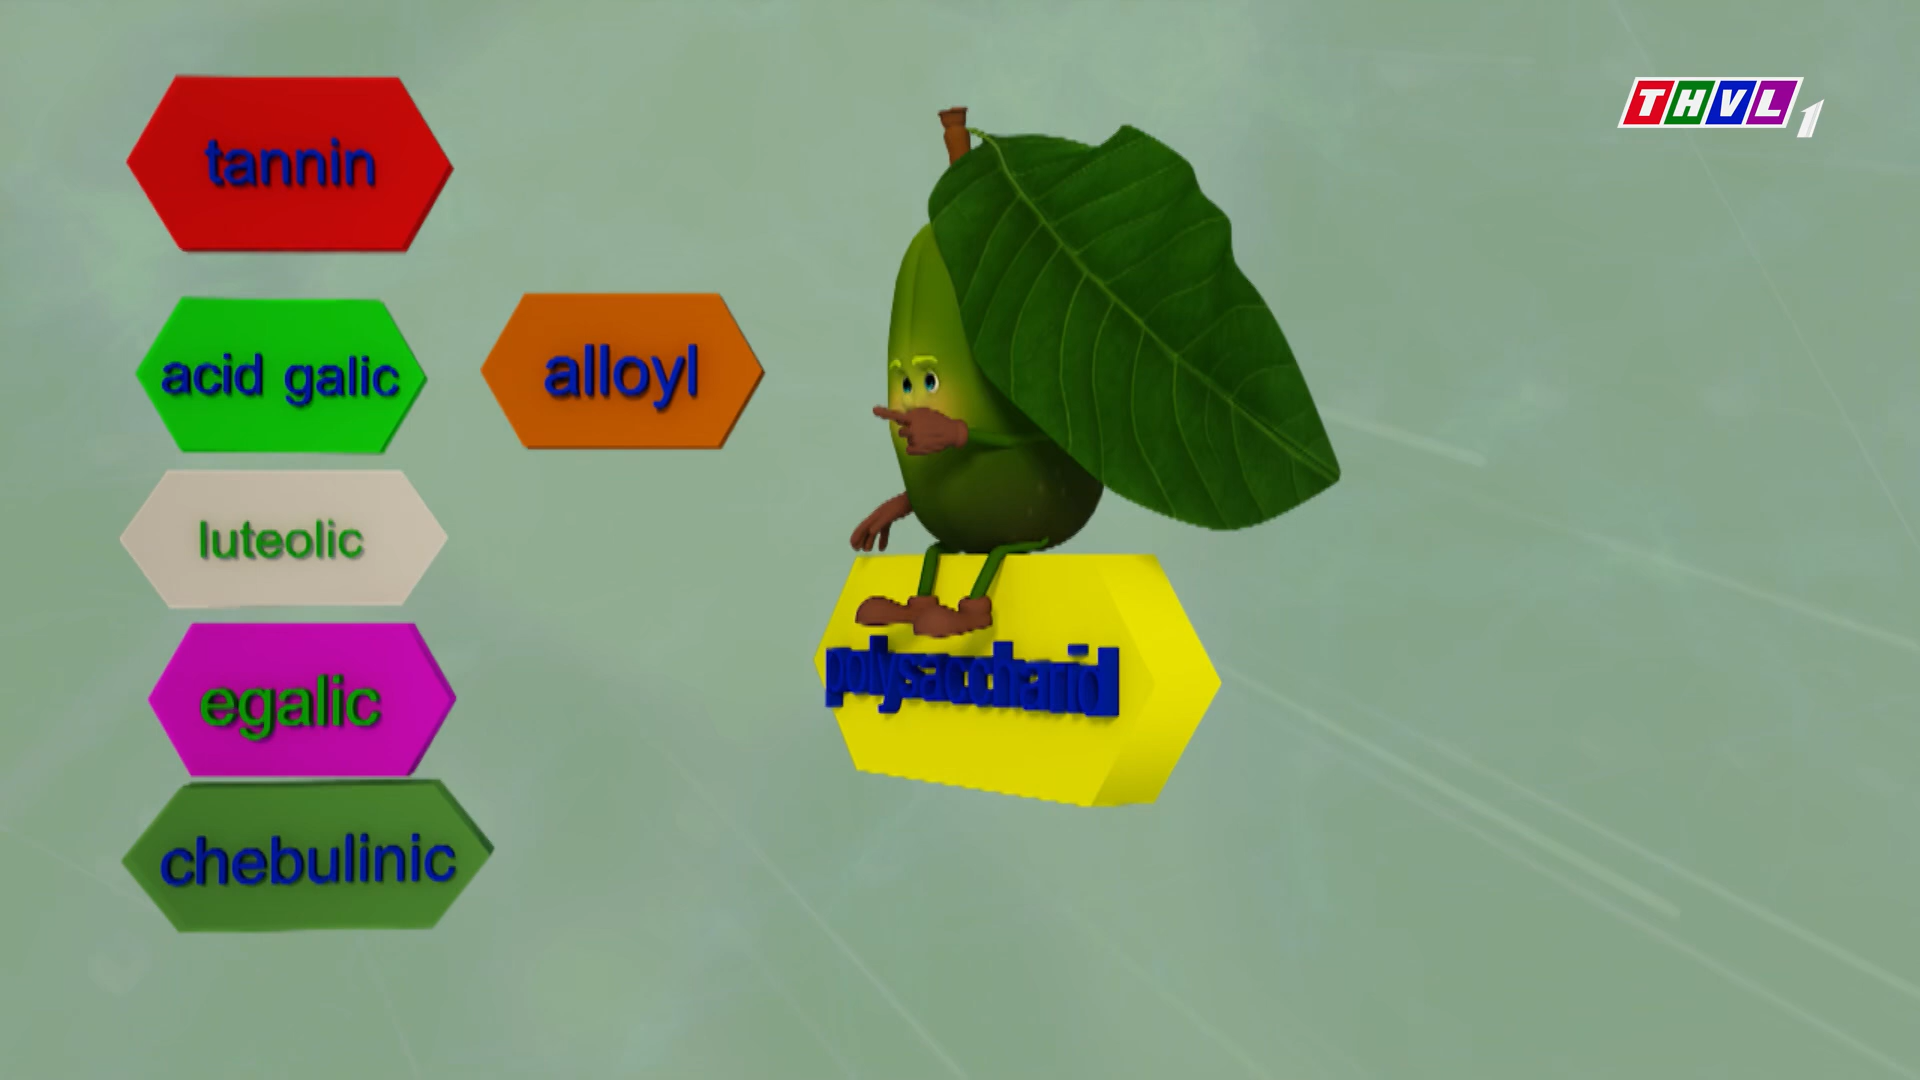 THVL1
tannin
acid galic
alloyl
luteolic
egalic
polysaccharid
chebulinic